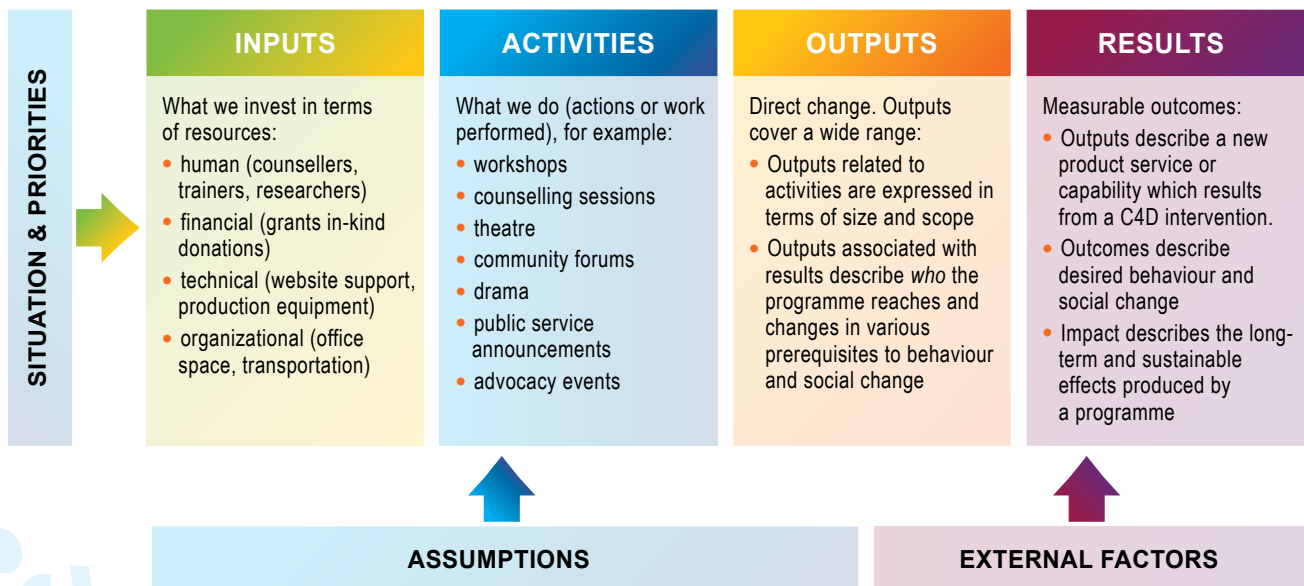 SITUATION & PRIORITIES
INPUTS
What we invest in terms
of resources:
• human (counsellers,
trainers, researchers)
• financial (grants in-kind
donations)
• technical (website support,
production equipment)
• organizational (office
space, transportation)
ACTIVITIES
What we do (actions or work
performed), for example:
• workshops
• counselling sessions
• theatre
• community forums
• drama
• public service
announcements
• advocacy events
OUTPUTS
Direct change. Outputs
cover a wide range:
• Outputs related to
activities are expressed in
terms of size and scope
• Outputs associated with
results describe who the
programme reaches and
changes in various
prerequisites to behaviour
and social change
RESULTS
Measurable outcomes:
• Outputs describe a new
product service or
capability which results
from a C4D intervention.
• Outcomes describe
desired behaviour and
social change
• Impact describes the long-
term and sustainable
effects produced by
a programme
ASSUMPTIONS
EXTERNAL FACTORS